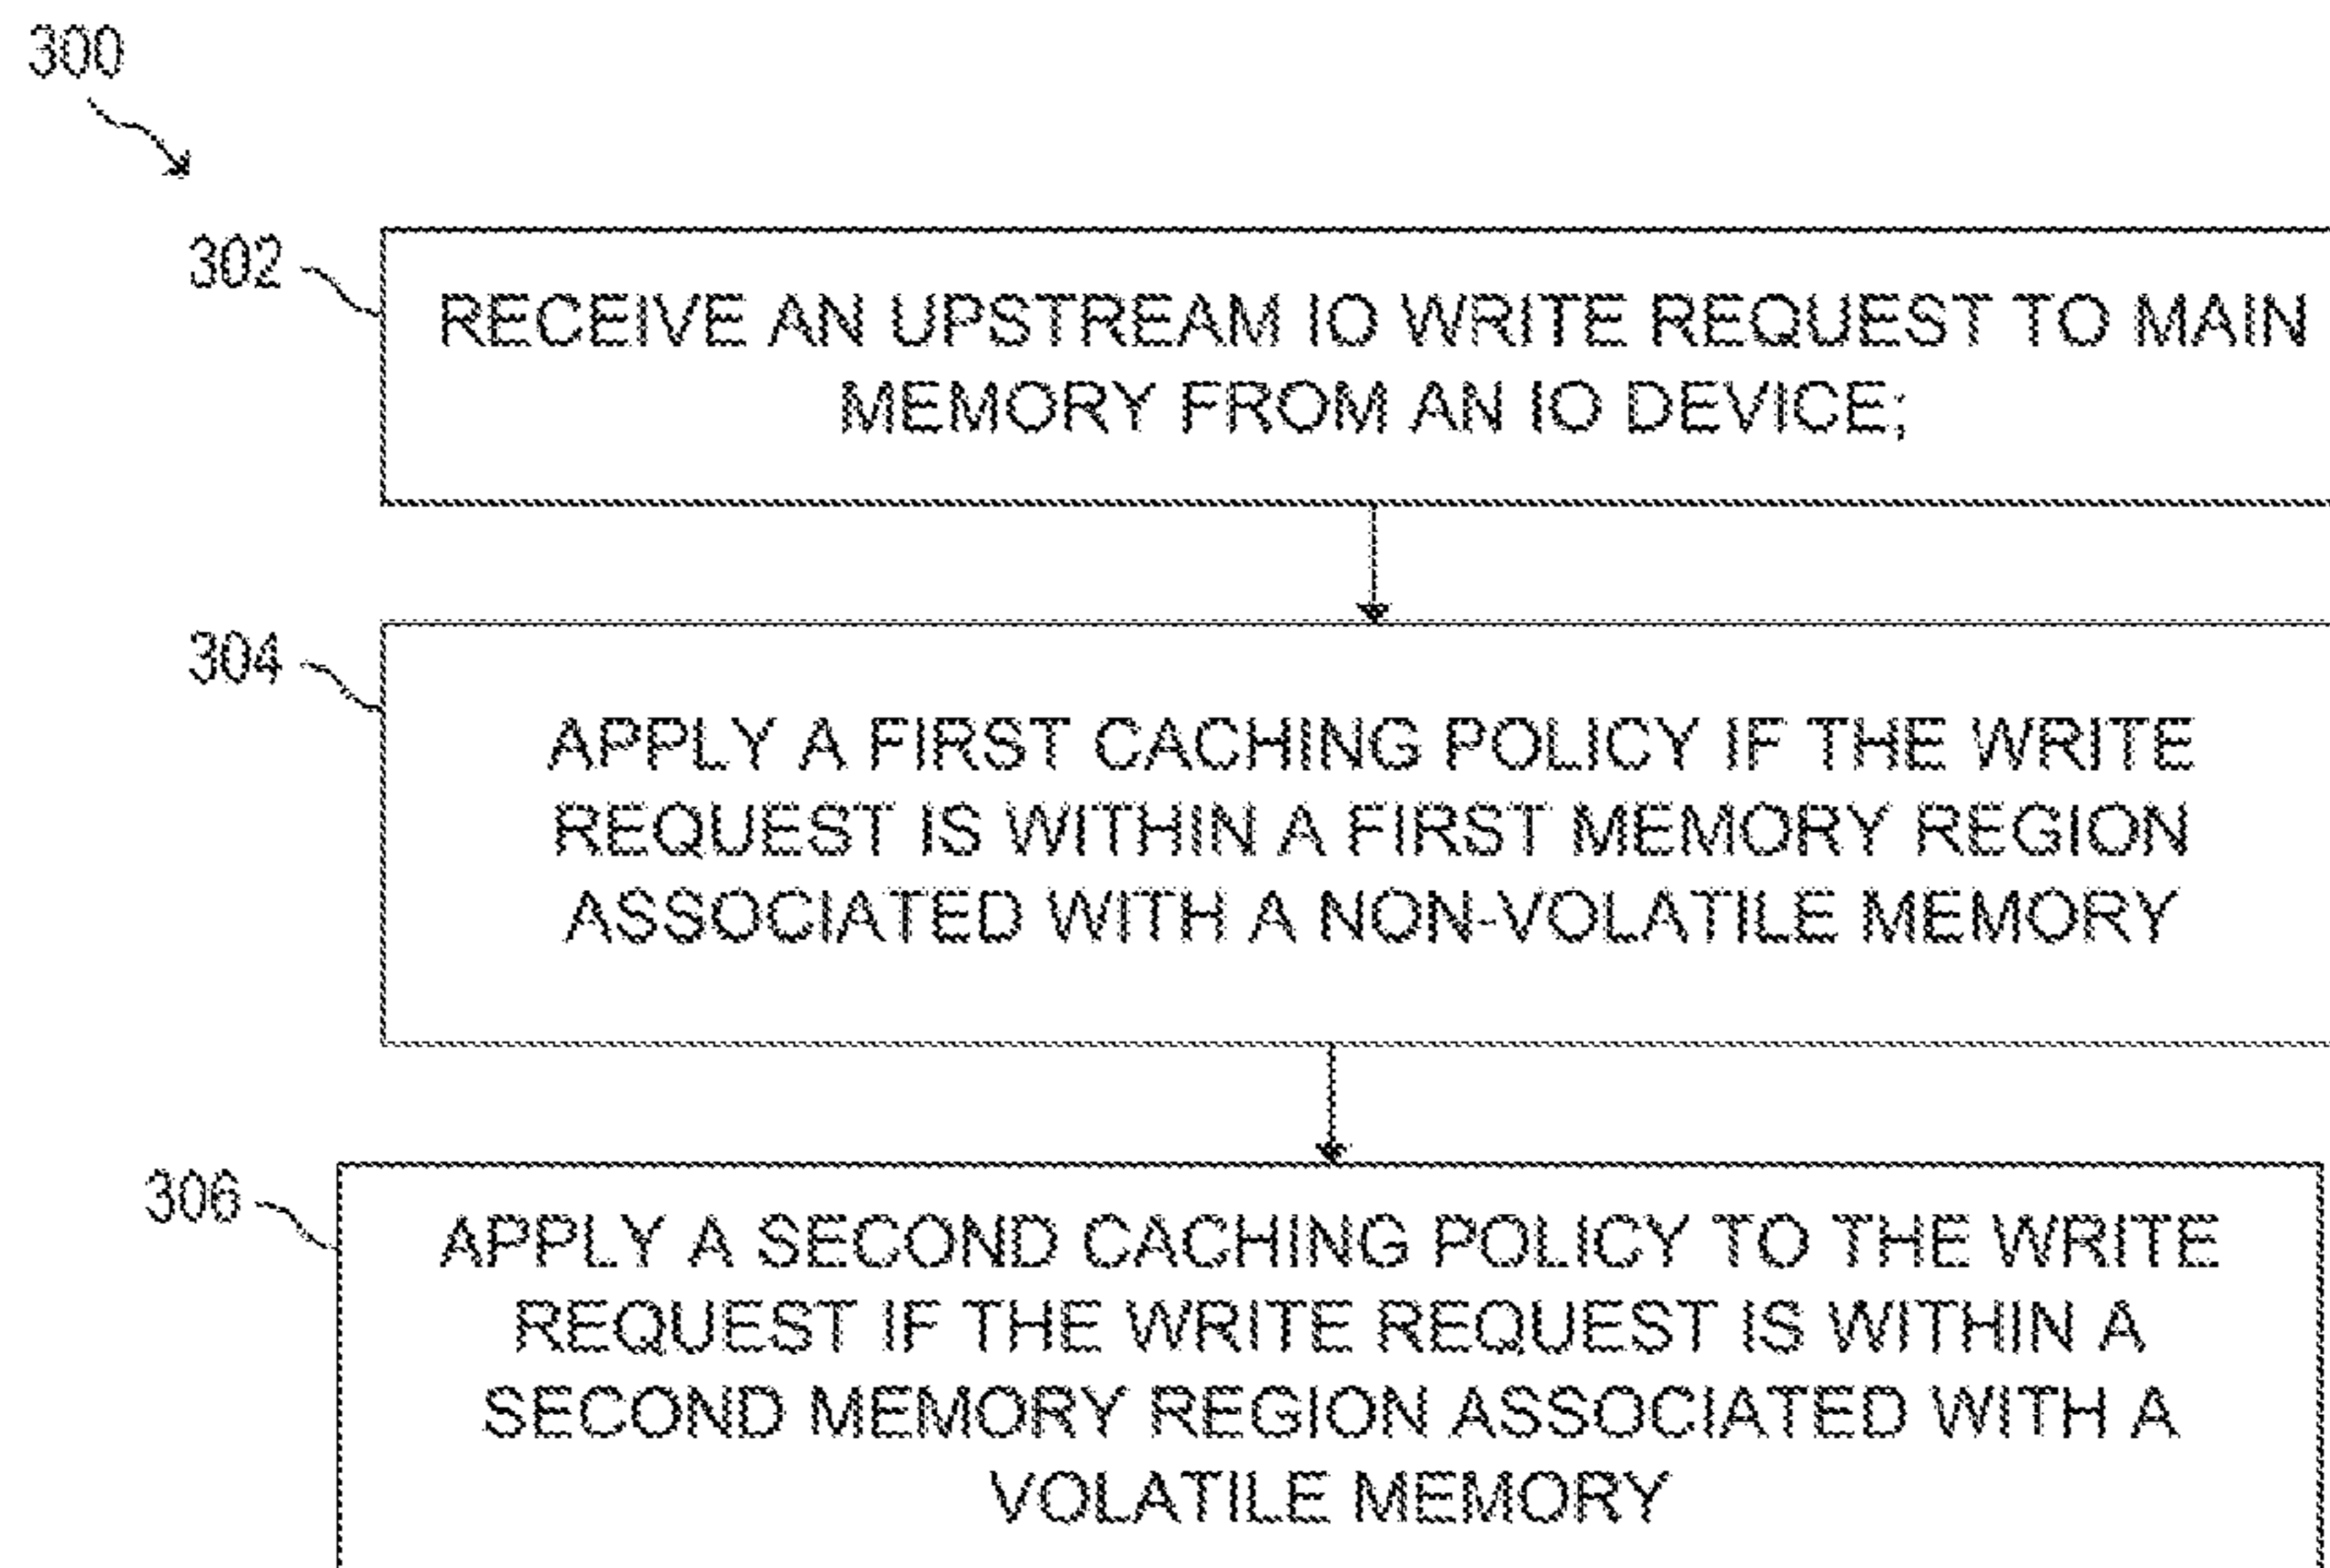 300
302
RECEIVE AN UPSTREAM IO WRITE REQUEST TO MAIN
MEMORY FROM AN IO DEVICE;
304
APPLY A FIRST CACHING POLICY IF THE WRITE
REQUEST IS WITHIN A FIRST MEMORY REGION
ASSOCIATED WITH A NON-VOLATILE MEMORY
306
APPLY A SECOND CACHING POLICY TO THE WRITE
REQUEST IF THE WRITE REQUEST IS WITHIN A
SECOND MEMORY REGION ASSOCIATED WITH A
VOLATILE MEMORY